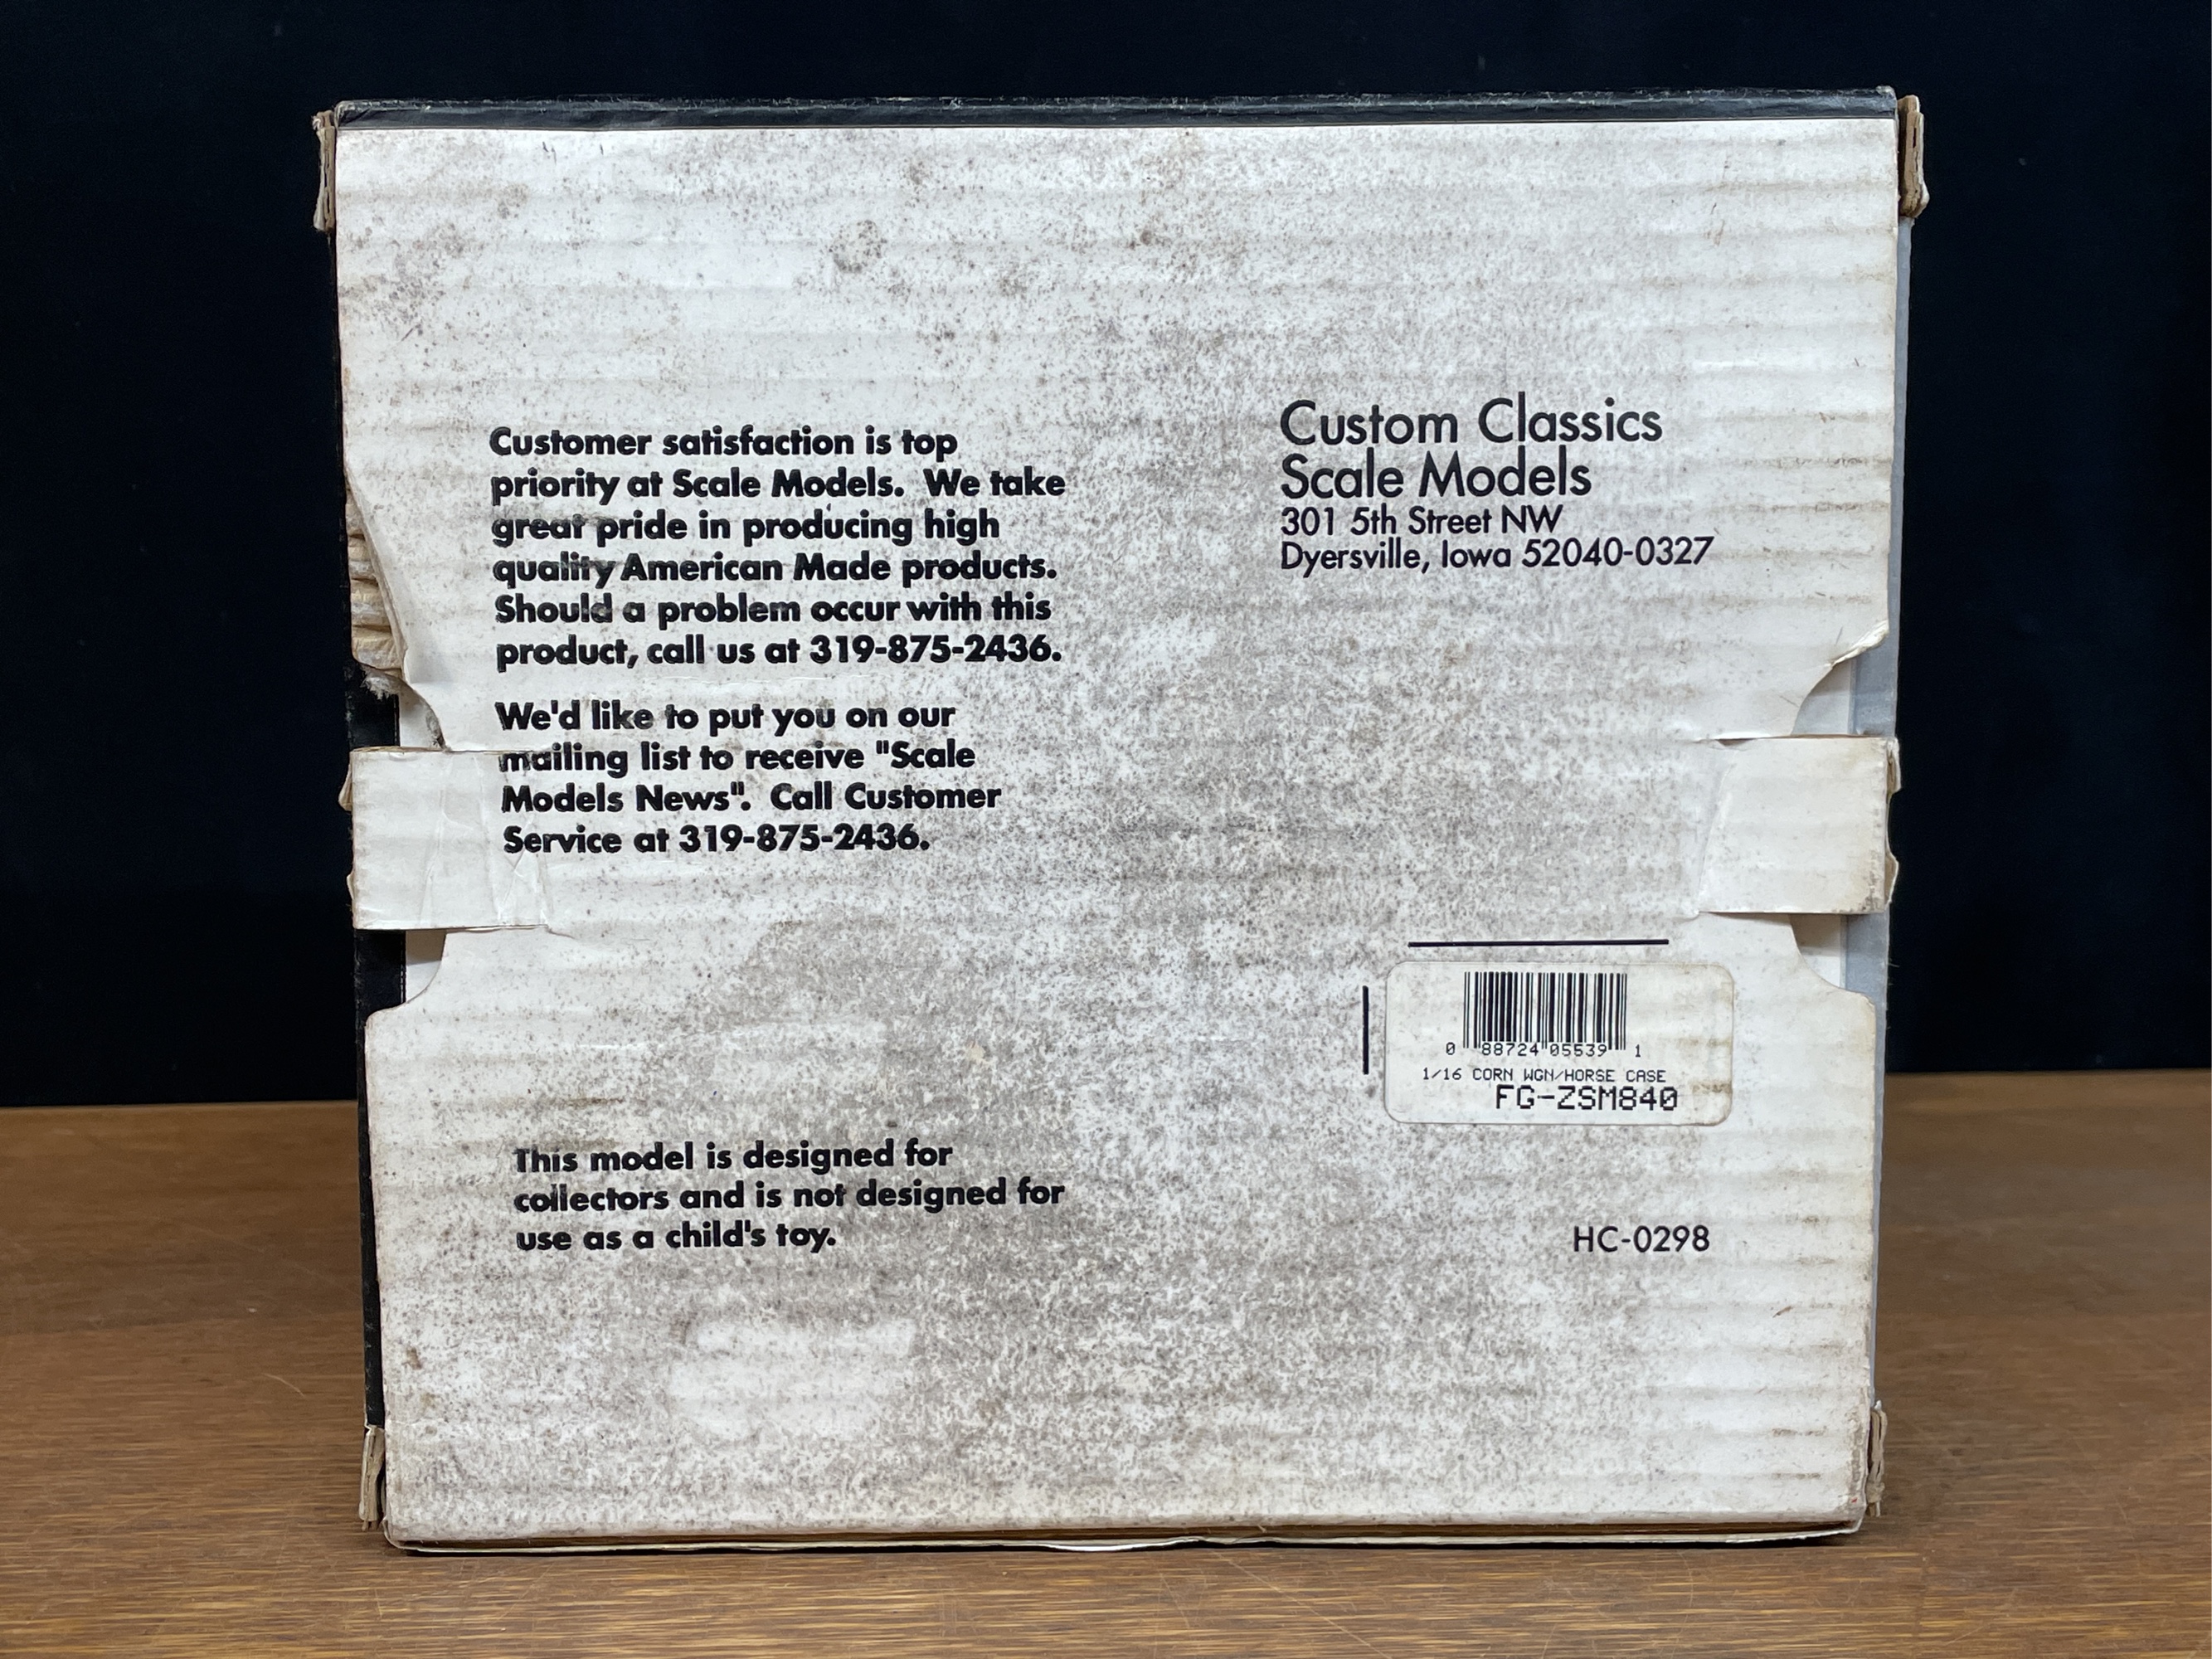 Customer satisfaction is top
priority at Scale Models.  We take
great pride in producing high
quality American Made products.
Should a problem occur with this
product, call us at 319-875-2436.
We'd like to put you on our
mailing list to receive "Scale
Models News".  Call Customer
Service at 319-875-2436.
This model is designed for
collectors and is not designed for
use as a child's toy.
Custom Classics
Scale Models
301 5th Street NW
Dyersville, Iowa 52040-0327
0 88724 05539 1
1/16 CORN WGN/HORSE CASE
FG-ZSM840
HC-0298